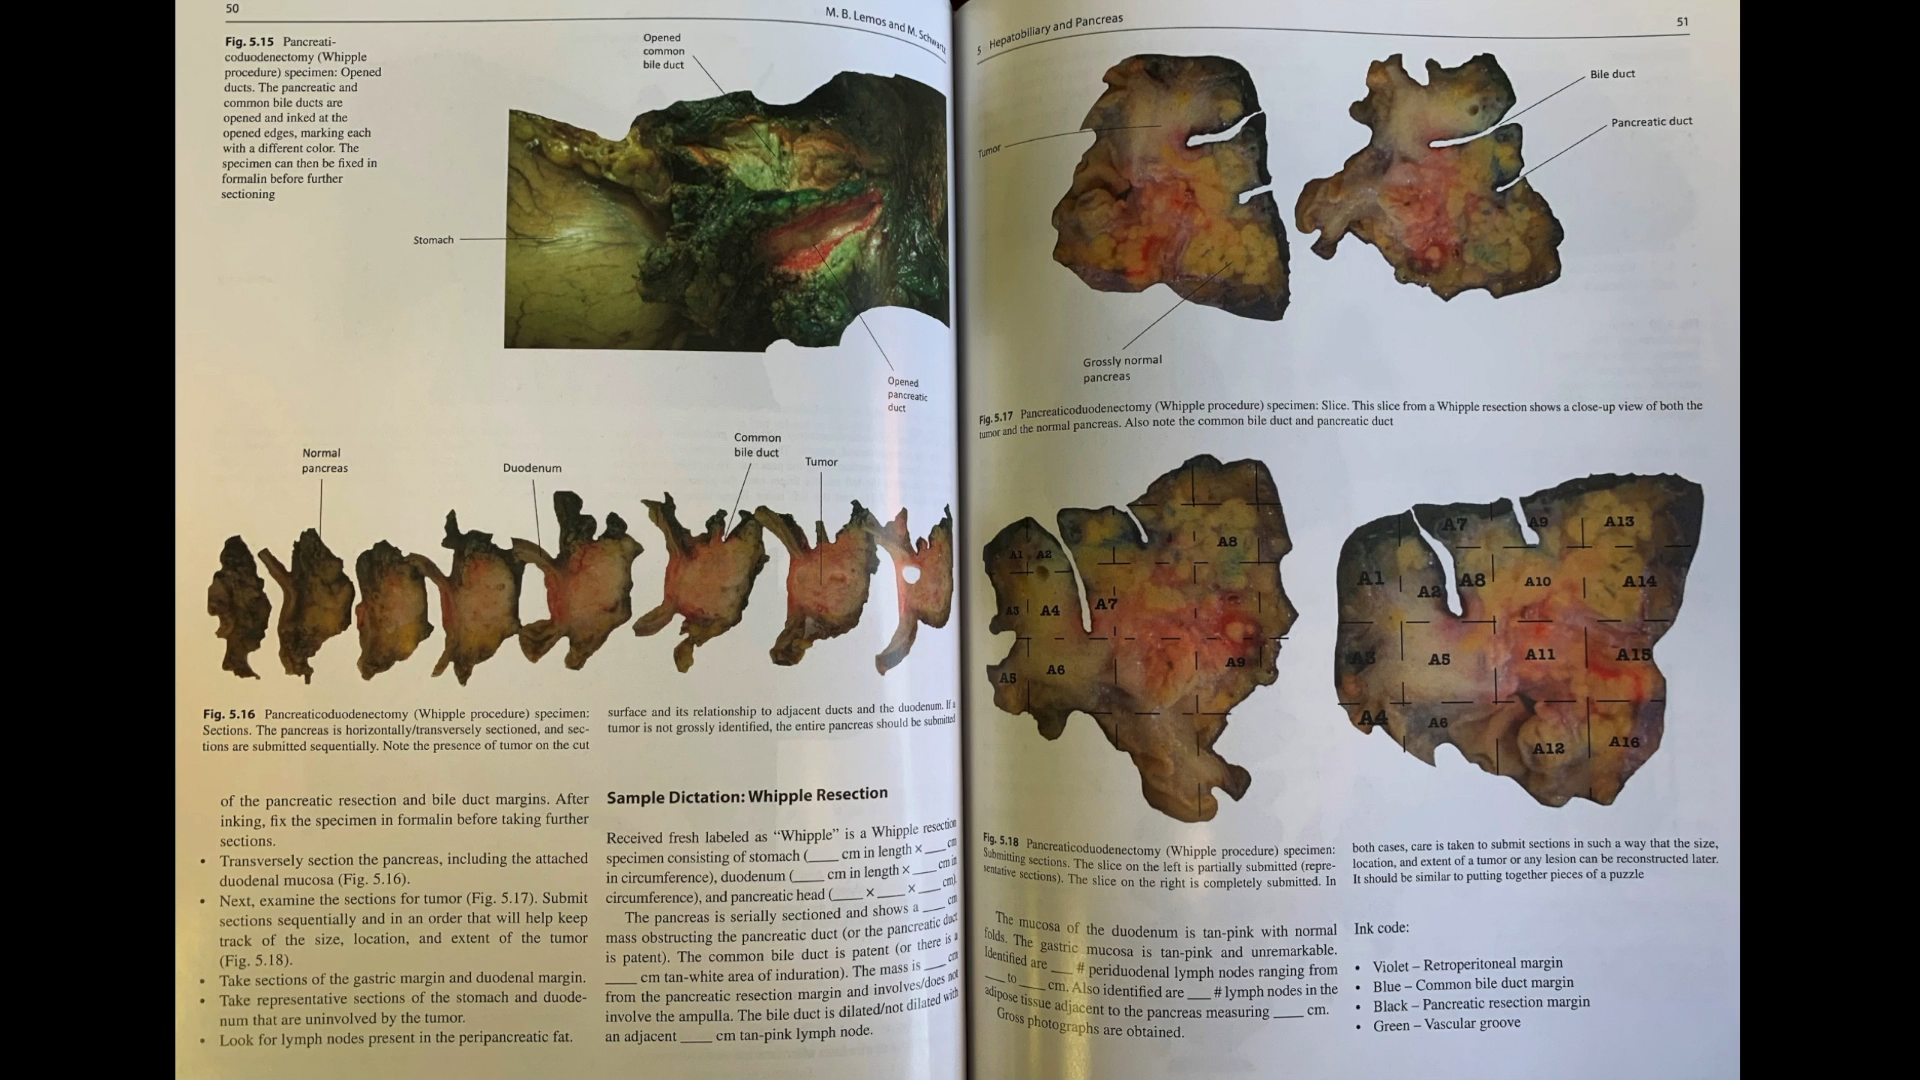 50
M. B. Lemos and M. Schwartz
Fig. 5.15 Pancreati-
coduodenectomy (Whipple
procedure) specimen: Opened
ducts. The pancreatic and
common bile ducts are
opened and inked at the
opened edges, marking each
with a different color. The
specimen can then be fixed in
formalin before further
sectioning
Opened
common
bile duct
Stomach
Opened
pancreatic
duct
Normal
pancreas
Duodenum
Common
bile duct
Tumor
Fig. 5.16 Pancreaticoduodenectomy (Whipple procedure) specimen:
Sections. The pancreas is horizontally/transversely sectioned, and sec-
tions are submitted sequentially. Note the presence of tumor on the cut
surface and its relationship to adjacent ducts and the duodenum. If a
tumor is not grossly identified, the entire pancreas should be submitted
of the pancreatic resection and bile duct margins. After
inking, fix the specimen in formalin before taking further
sections.
• Transversely section the pancreas, including the attached
duodenal mucosa (Fig. 5.16).
• Next, examine the sections for tumor (Fig. 5.17). Submit
sections sequentially and in an order that will help keep
track of the size, location, and extent of the tumor
(Fig. 5.18).
• Take sections of the gastric margin and duodenal margin.
• Take representative sections of the stomach and duode-
num that are uninvolved by the tumor.
• Look for lymph nodes present in the peripancreatic fat.
Sample Dictation: Whipple Resection
Received fresh labeled as “Whipple” is a Whipple resection
specimen consisting of stomach (___ cm in length × ___ cm
in circumference), duodenum (___ cm in length × ___ cm in
circumference), and pancreatic head (___ × ___ × ___ cm).
The pancreas is serially sectioned and shows a ___ cm
mass obstructing the pancreatic duct (or the pancreatic duct
is patent). The common bile duct is patent (or there is a
___ cm tan-white area of induration). The mass is ___ cm
from the pancreatic resection margin and involves/does not
involve the ampulla. The bile duct is dilated/not dilated with
an adjacent ___ cm tan-pink lymph node.
5 Hepatobiliary and Pancreas
51
Tumor
Bile duct
Pancreatic duct
Grossly normal
pancreas
Fig. 5.17 Pancreaticoduodenectomy (Whipple procedure) specimen: Slice. This slice from a Whipple resection shows a close-up view of both the
tumor and the normal pancreas. Also note the common bile duct and pancreatic duct
A1 A2
A8
A3 A4 A7
A6
A9
A5
A7 A9 A13
A1 A2 A8 A10 A14
A3 A5 A11 A15
A4 A6 A12 A16
Fig. 5.18 Pancreaticoduodenectomy (Whipple procedure) specimen:
Submitting sections. The slice on the left is partially submitted (repre-
sentative sections). The slice on the right is completely submitted. In
both cases, care is taken to submit sections in such a way that the size,
location, and extent of a tumor or any lesion can be reconstructed later.
It should be similar to putting together pieces of a puzzle
The mucosa of the duodenum is tan-pink with normal
folds. The gastric mucosa is tan-pink and unremarkable.
Identified are ___ # periduodenal lymph nodes ranging from
___ to ___ cm. Also identified are ___ # lymph nodes in the
adipose tissue adjacent to the pancreas measuring ___ cm.
Gross photographs are obtained.
Ink code:
• Violet – Retroperitoneal margin
• Blue – Common bile duct margin
• Black – Pancreatic resection margin
• Green – Vascular groove